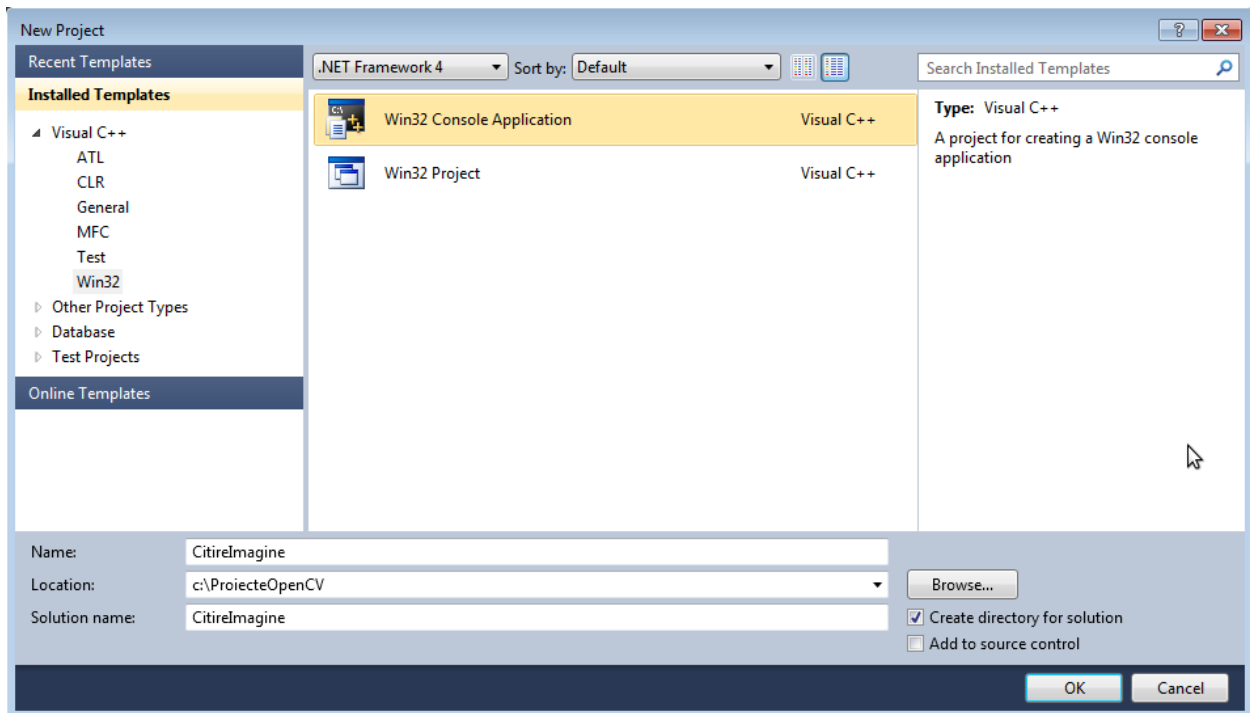 New Project
Recent Templates
Installed Templates
Visual C++
ATL
CLR
General
MFC
Test
Win32
Other Project Types
Database
Test Projects
Online Templates
.NET Framework 4 Sort by: Default
Search Installed Templates
Win32 Console Application Visual C++
Win32 Project Visual C++
Type: Visual C++
A project for creating a Win32 console
application
Name: CitireImagine
Location: c:\ProiecteOpenCV
Browse...
Solution name: CitireImagine
Create directory for solution
Add to source control
OK Cancel